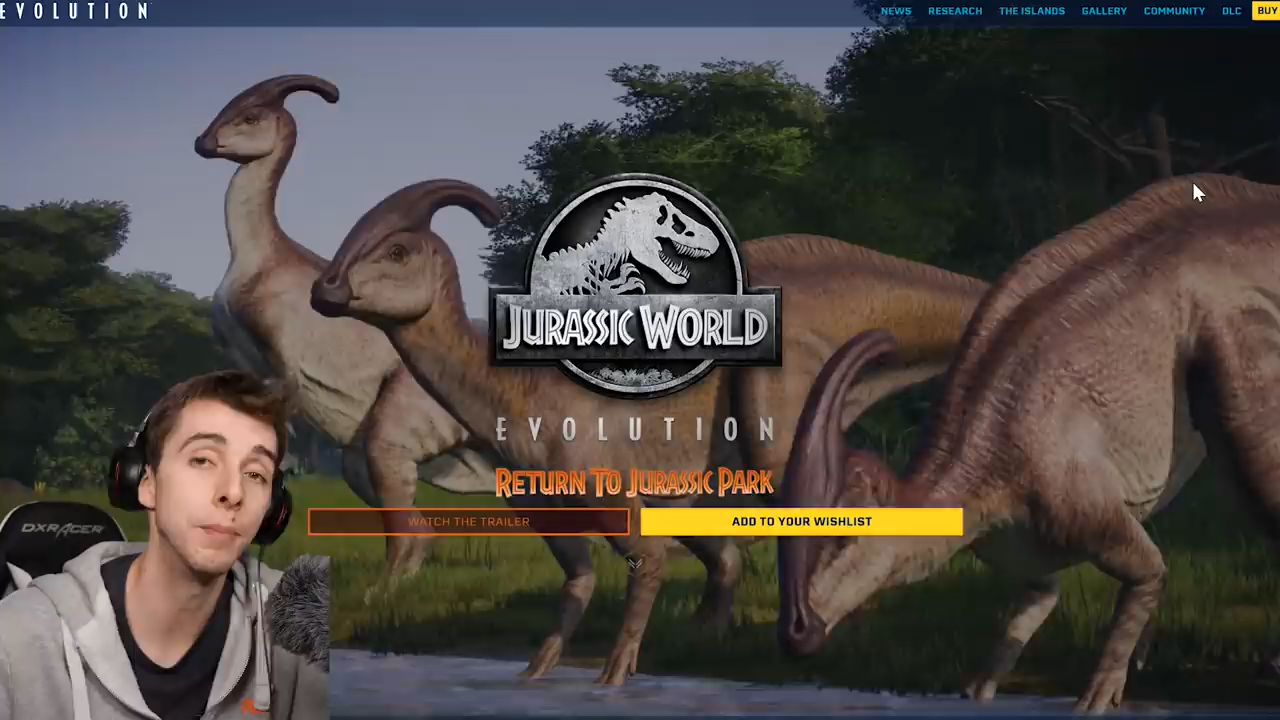 EVOLUTION
NEWS RESEARCH THE ISLANDS GALLERY COMMUNITY DLC BUY
JURASSIC WORLD
EVOLUTION
RETURN TO JURASSIC PARK
WATCH THE TRAILER
ADD TO YOUR WISHLIST
DXRACER